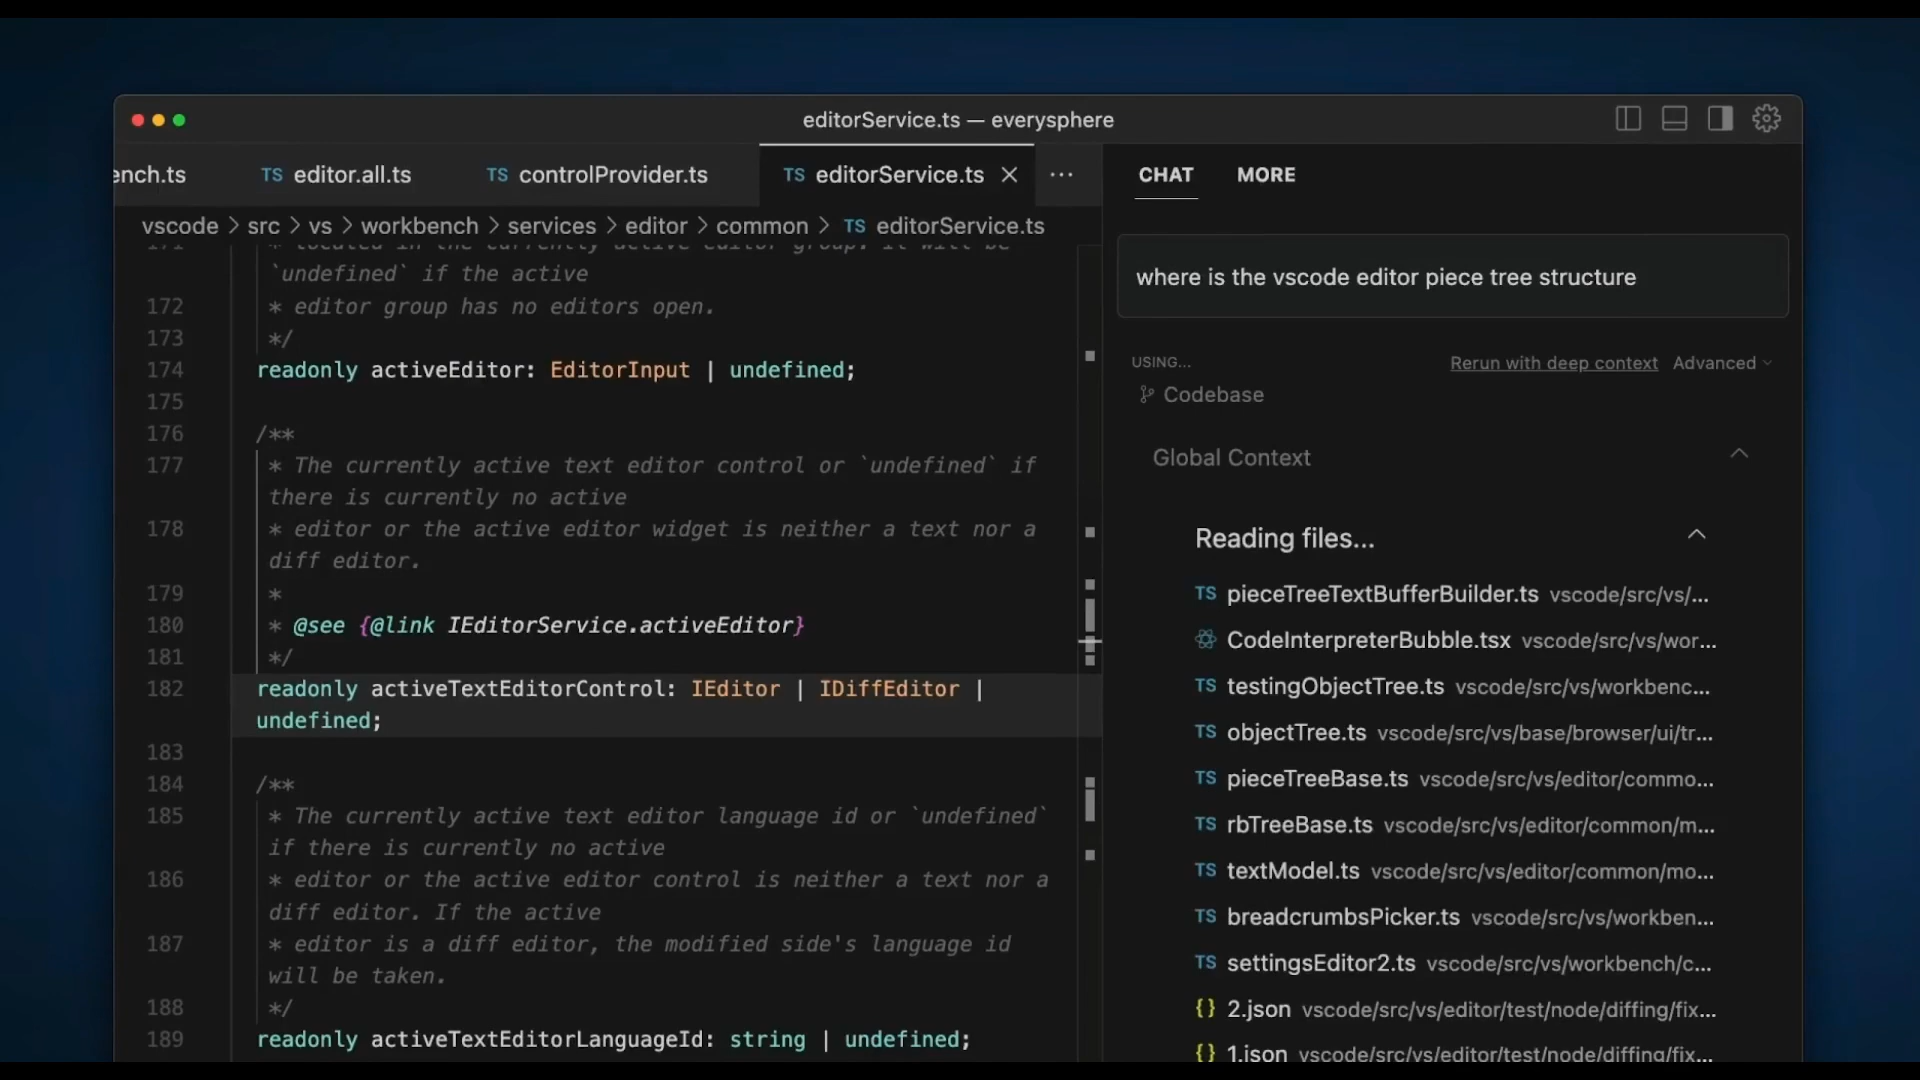 editorService.ts — everysphere
ench.ts
TS editor.all.ts
TS controlProvider.ts
TS editorService.ts
CHAT
MORE
vscode > src > vs > workbench > services > editor > common > TS editorService.ts
171 * located in the currently active editor group. It will be
`undefined` if the active
172 * editor group has no editors open.
173 */
174 readonly activeEditor: EditorInput | undefined;
175
176 /**
177 * The currently active text editor control or `undefined` if
there is currently no active
178 * editor or the active editor widget is neither a text nor a
diff editor.
179 *
180 * @see {@link IEditorService.activeEditor}
181 */
182 readonly activeTextEditorControl: IEditor | IDiffEditor |
undefined;
183
184 /**
185 * The currently active text editor language id or `undefined`
if there is currently no active
186 * editor or the active editor control is neither a text nor a
diff editor. If the active
187 * editor is a diff editor, the modified side's language id
will be taken.
188 */
189 readonly activeTextEditorLanguageId: string | undefined;
where is the vscode editor piece tree structure
USING...
Rerun with deep context
Advanced
Codebase
Global Context
Reading files...
TS pieceTreeTextBufferBuilder.ts vscode/src/vs/...
CodeInterpreterBubble.tsx vscode/src/vs/wor...
TS testingObjectTree.ts vscode/src/vs/workbenc...
TS objectTree.ts vscode/src/vs/base/browser/ui/tr...
TS pieceTreeBase.ts vscode/src/vs/editor/commo...
TS rbTreeBase.ts vscode/src/vs/editor/common/m...
TS textModel.ts vscode/src/vs/editor/common/mo...
TS breadcrumbsPicker.ts vscode/src/vs/workben...
TS settingsEditor2.ts vscode/src/vs/workbench/c...
{} 2.json vscode/src/vs/editor/test/node/diffing/fix...
{} 1.json vscode/src/vs/editor/test/node/diffing/fix...